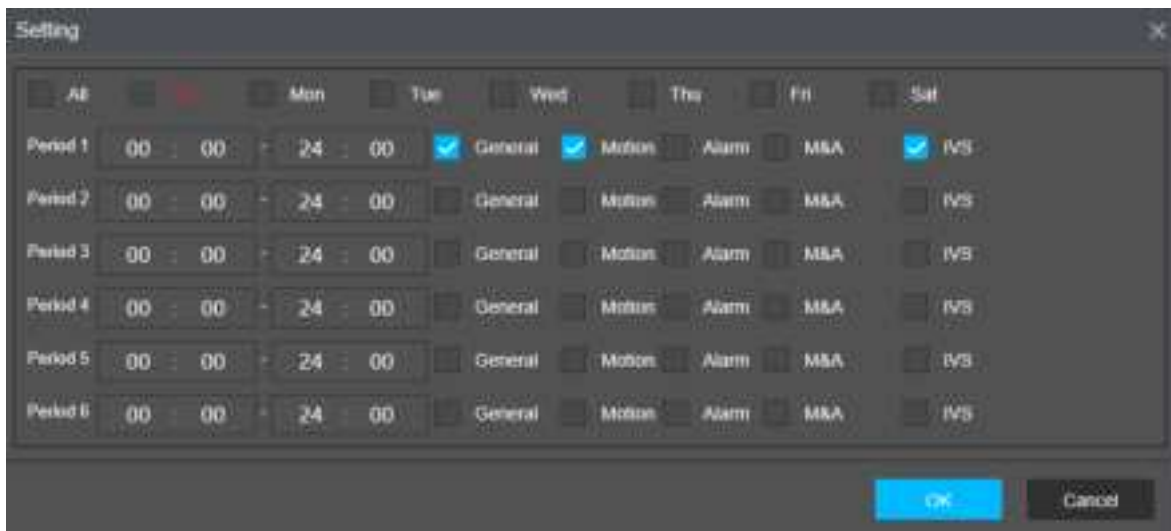 Setting
All Mon Tue Wed Thu Fri Sat
Period 1 00 : 00 - 24 : 00 General Motion Alarm M&A IVS
Period 2 00 : 00 - 24 : 00 General Motion Alarm M&A IVS
Period 3 00 : 00 - 24 : 00 General Motion Alarm M&A IVS
Period 4 00 : 00 - 24 : 00 General Motion Alarm M&A IVS
Period 5 00 : 00 - 24 : 00 General Motion Alarm M&A IVS
Period 6 00 : 00 - 24 : 00 General Motion Alarm M&A IVS
OK Cancel